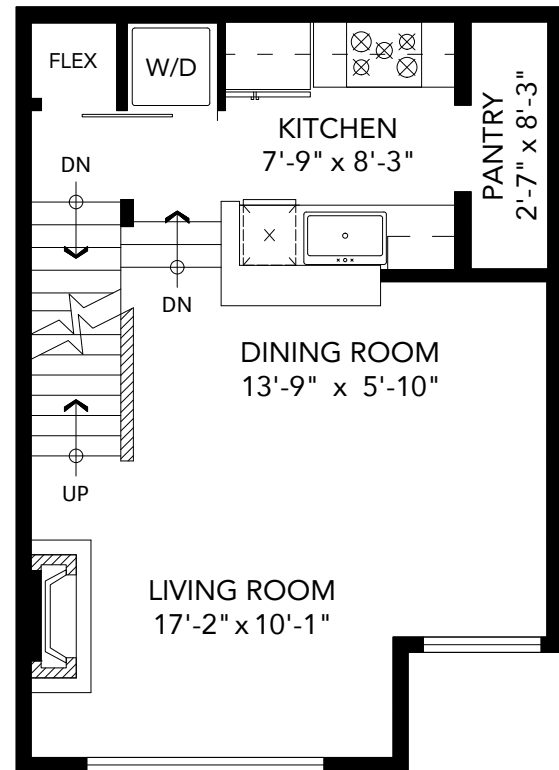 FLEX
W/D
KITCHEN
7'-9" x 8'-3"
PANTRY
2'-7" x 8'-3"
DN
DN
DINING ROOM
13'-9" x 5'-10"
UP
LIVING ROOM
17'-2" x 10'-1"